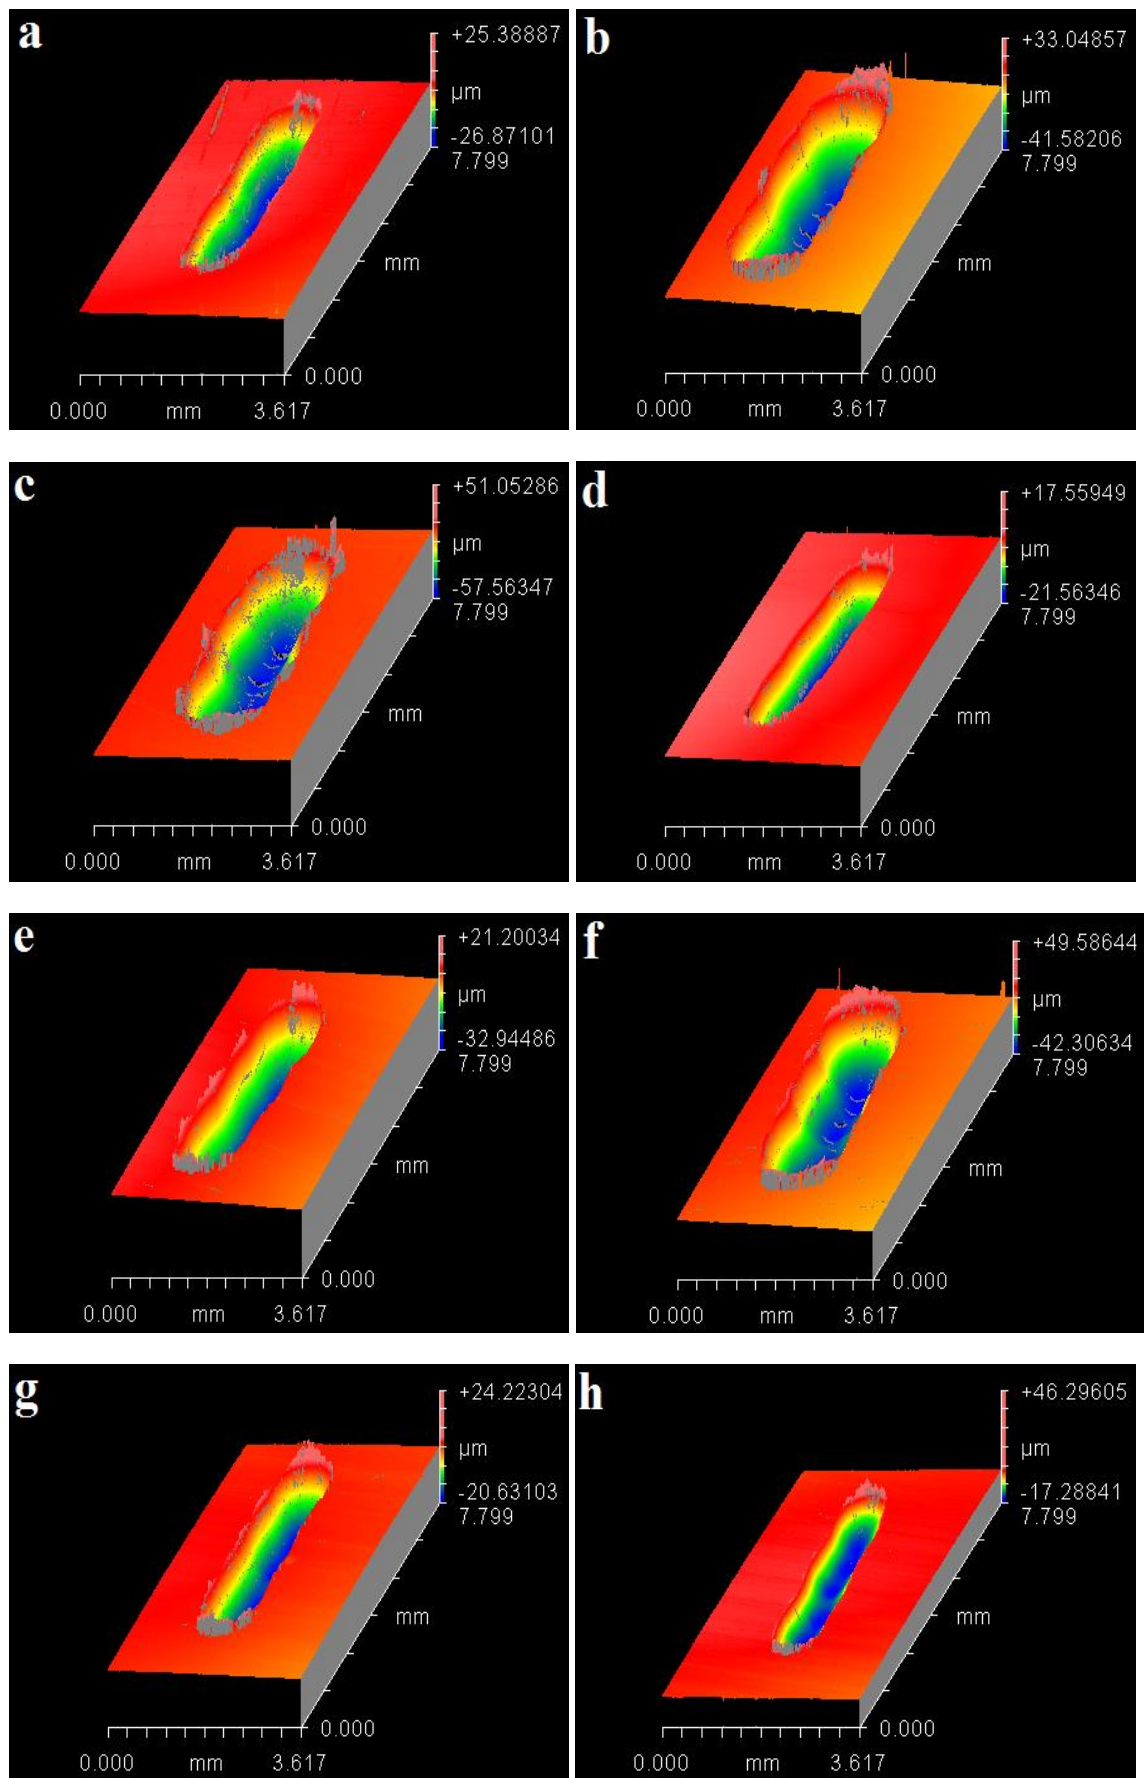 a
+25.38887
µm
-26.87101
7.799
mm
0.000
0.000 mm 3.617
b
+33.04857
µm
-41.58206
7.799
mm
0.000
0.000 mm 3.617
c
+51.05286
µm
-57.56347
7.799
mm
0.000
0.000 mm 3.617
d
+17.55949
µm
-21.56346
7.799
mm
0.000
0.000 mm 3.617
e
+21.20034
µm
-32.94486
7.799
mm
0.000
0.000 mm 3.617
f
+49.58644
µm
-42.30634
7.799
mm
0.000
0.000 mm 3.617
g
+24.22304
µm
-20.63103
7.799
mm
0.000
0.000 mm 3.617
h
+46.29605
µm
-17.28841
7.799
mm
0.000
0.000 mm 3.617